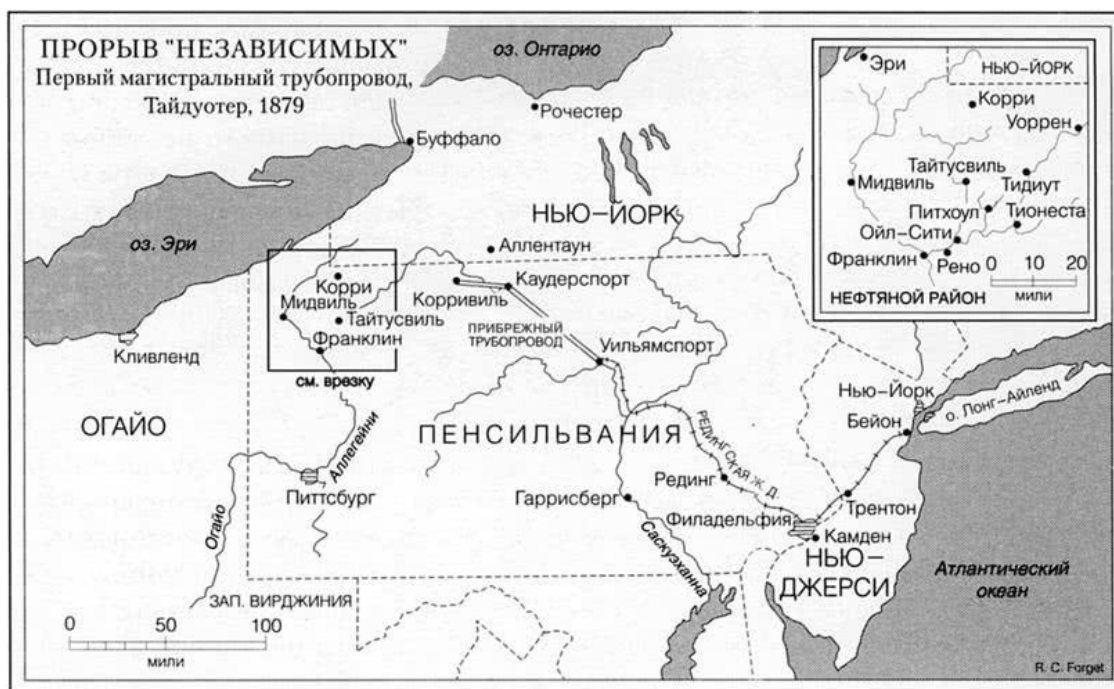 ПРОРЫВ "НЕЗАВИСИМЫХ"
Первый магистральный трубопровод,
Тайдуотер, 1879
оз. Онтарио
Рочестер
Буффало
оз. Эри
НЬЮ–ЙОРК
Аллентаун
Корри
Мидвиль
Тайтусвиль
Франклин
см. врезку
Каудерспорт
Корривиль
ПРИБРЕЖНЫЙ
ТРУБОПРОВОД
Уильямспорт
Кливленд
ОГАЙО
Аллегейни
Питтсбург
Огайо
ПЕНСИЛЬВАНИЯ
РЕДИНГСКАЯ Ж.Д.
Рединг
Гаррисберг
Саскуэханна
Филадельфия
Камден
Трентон
Нью–Йорк
Бейон
о. Лонг–Айленд
НЬЮ–
ДЖЕРСИ
Атлантический
океан
ЗАП. ВИРДЖИНИЯ
0 50 100
мили
Эри
НЬЮ–ЙОРК
Корри
Уоррен
Тайтусвиль
Мидвиль
Тидиут
Питхоул
Тионеста
Ойл–Сити
Франклин
Рено
0 10 20
мили
НЕФТЯНОЙ РАЙОН
R. C. Forget